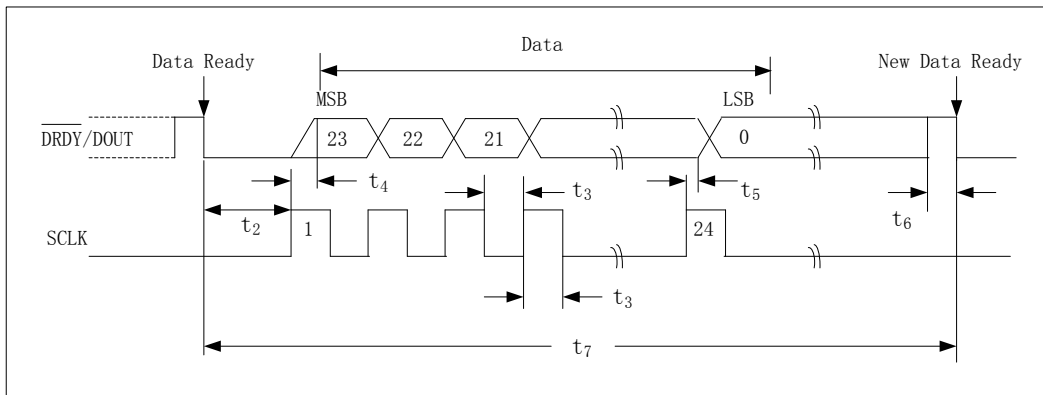 Data
Data Ready
New Data Ready
MSB
LSB
DRDY/DOUT
23
22
21
0
t4
t3
t5
t2
t6
SCLK
1
24
t3
t7